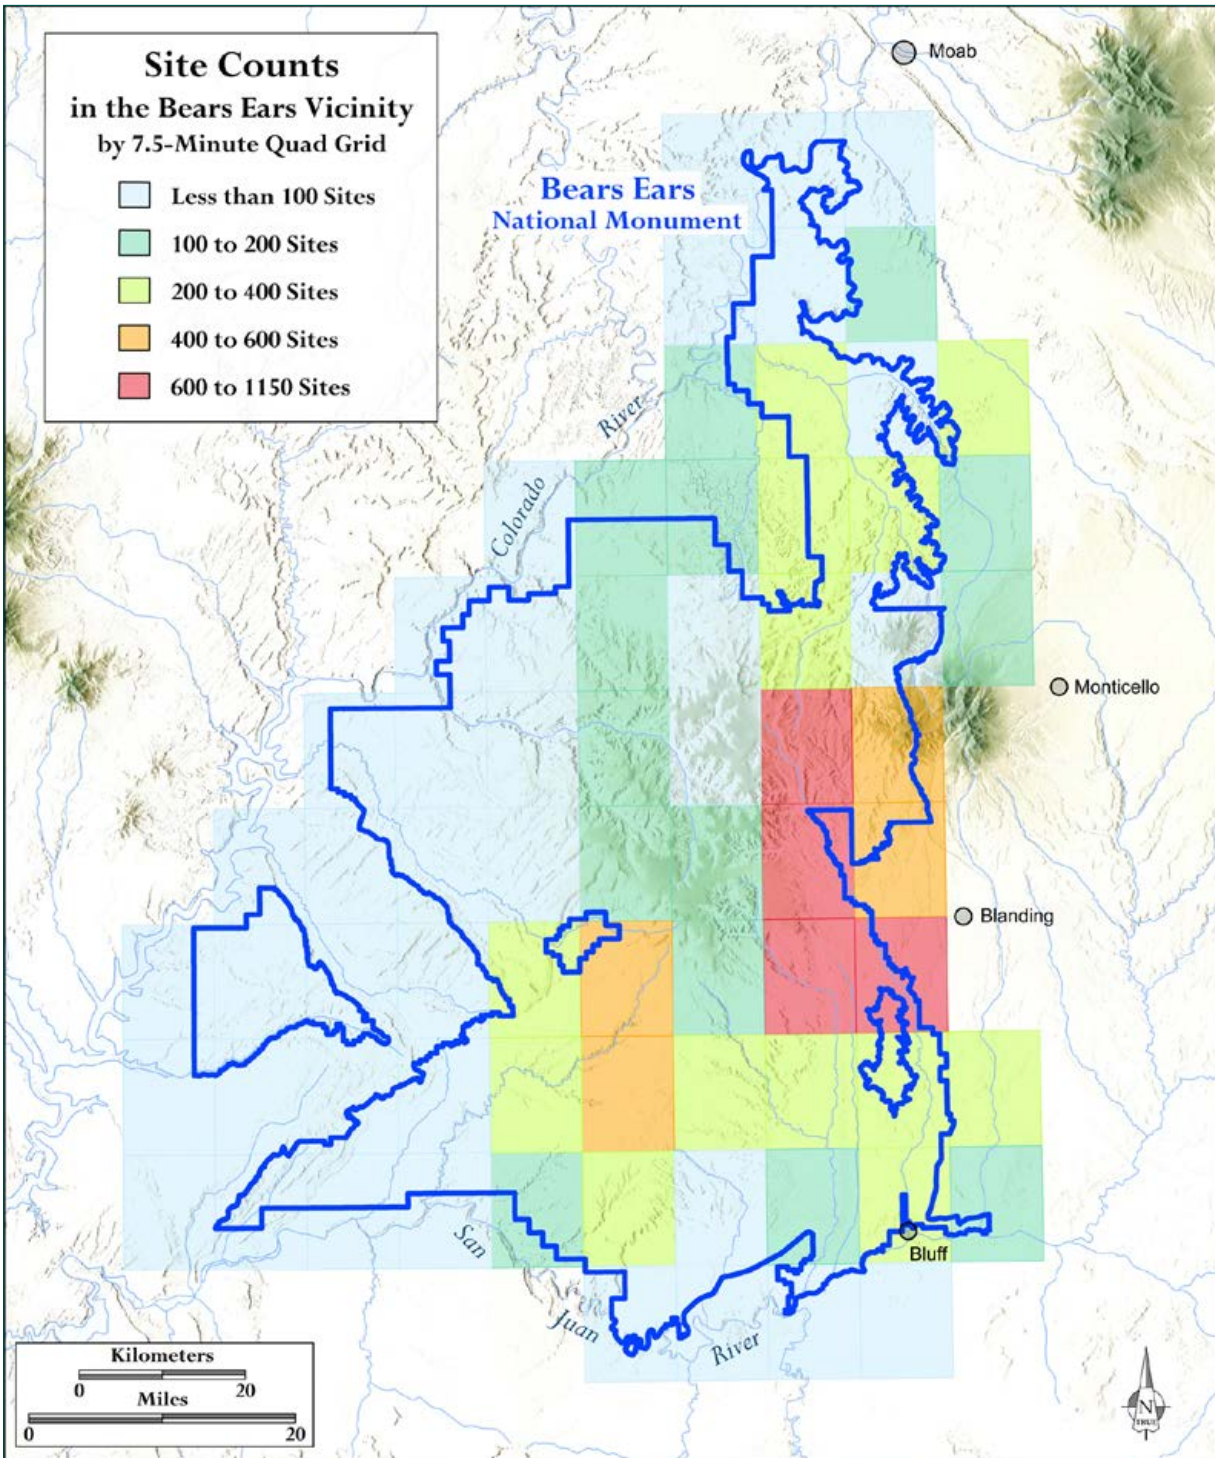 Site Counts
in the Bears Ears Vicinity
by 7.5-Minute Quad Grid
Less than 100 Sites
100 to 200 Sites
200 to 400 Sites
400 to 600 Sites
600 to 1150 Sites
Moab
Bears Ears
National Monument
River
Colorado
Monticello
Blanding
San
Bluff
Juan
River
Kilometers
0 20
Miles
0 20
N
TRUE